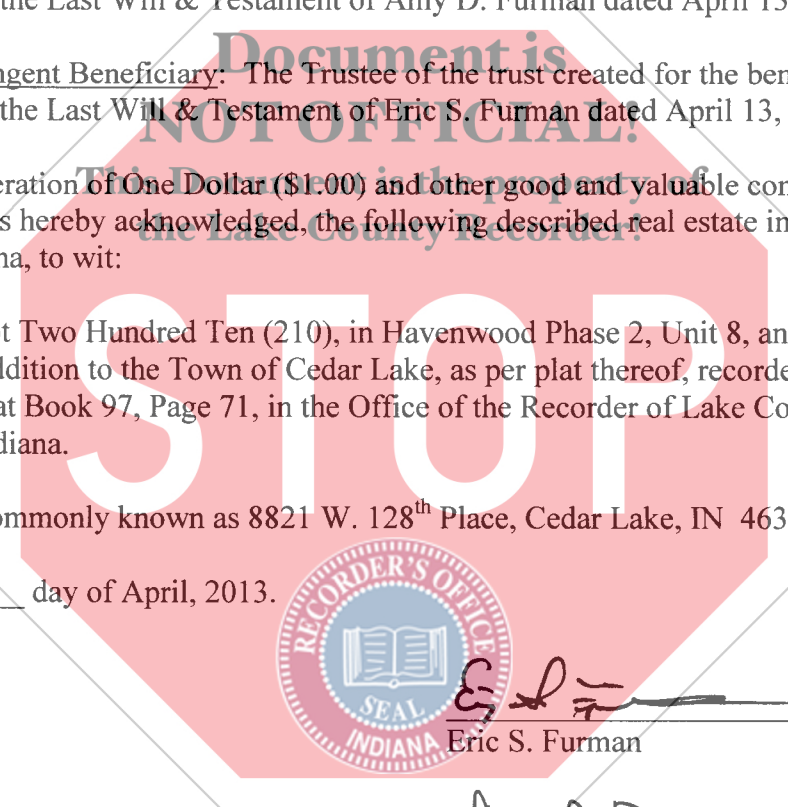 the Last Will & Testament of Amy D. Furman dated April 13
Document is
ngent Beneficiary: The Trustee of the trust created for the ben
NOT OFFICIAL!
the Last Will & Testament of Eric S. Furman dated April 13,
This Document is the property of
eration of One Dollar ($1.00) and other good and valuable con
the Lake County Recorder!
s hereby acknowledged, the following described real estate in
na, to wit:
STOP
t Two Hundred Ten (210), in Havenwood Phase 2, Unit 8, an
ddition to the Town of Cedar Lake, as per plat thereof, recorde
at Book 97, Page 71, in the Office of the Recorder of Lake Co
diana.
ommonly known as 8821 W. 128th Place, Cedar Lake, IN 463
__ day of April, 2013.
RECORDER'S OFFICE
SEAL
INDIANA
Eric S. Furman